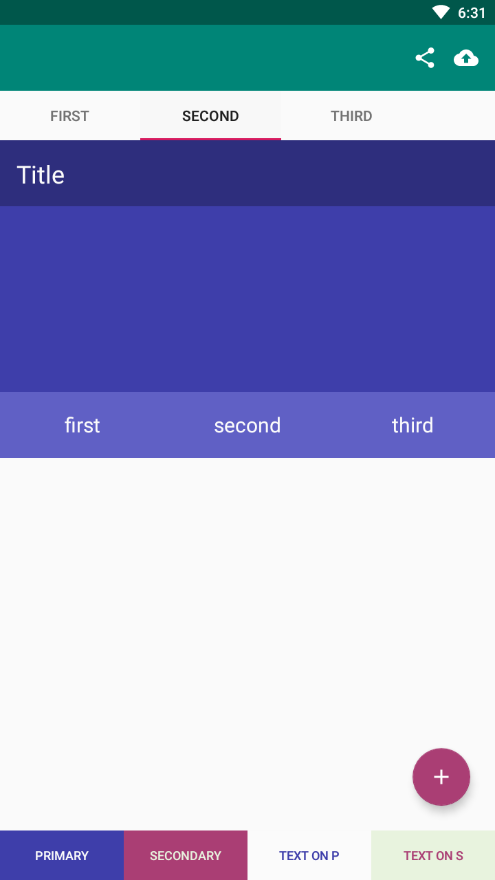 6:31
FIRST SECOND THIRD
Title
first second third
PRIMARY SECONDARY TEXT ON P TEXT ON S